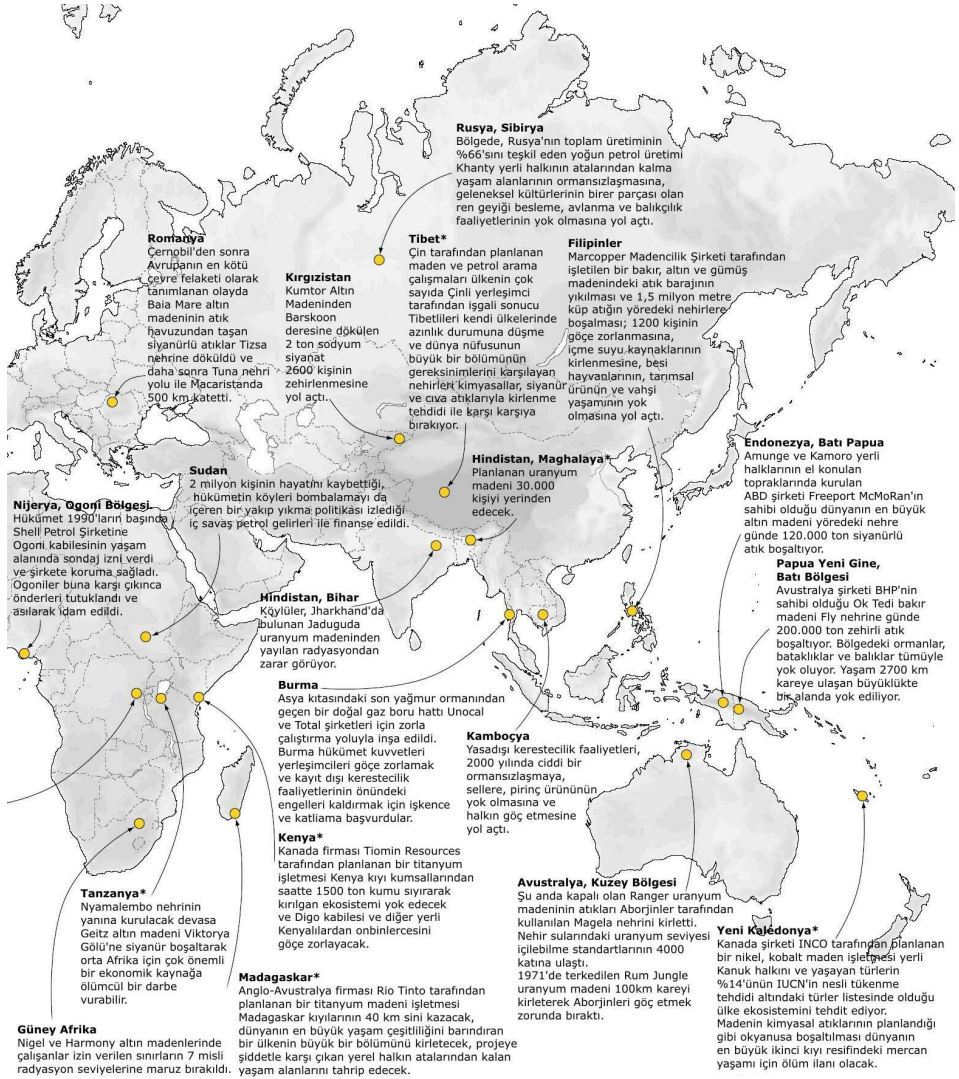 Rusya, Sibirya
Bölgede, Rusya'nın toplam üretiminin
%66'sını teşkil eden yoğun petrol üretimi
Khanty yerli halkının atalarından kalma
yaşam alanlarının ormansızlaşmasına,
geleneksel kültürlerinin birer parçası olan
ren geyiği besleme, avlanma ve balıkçılık
faaliyetlerinin yok olmasına yol açtı.
Romanya
Çernobil'den sonra
Avrupanın en kötü
çevre felaketi olarak
tanımlanan olayda
Baia Mare altın
madeninin atık
havuzundan taşan
siyanürlü atıklar Tizsa
nehrine döküldü ve
daha sonra Tuna nehri
yolu ile Macaristanda
500 km katetti.
Kırgızistan
Kumtor Altın
Madeninden
Barskoon
deresine dökülen
2 ton sodyum
siyanat
2600 kişinin
zehirlenmesine
yol açtı.
Tibet*
Çin tarafından planlanan
maden ve petrol arama
çalışmaları ülkenin çok
sayıda Çinli yerleşimci
tarafından işgali sonucu
Tibetlileri kendi ülkelerinde
azınlık durumuna düşme
ve dünya nüfusunun
büyük bir bölümünün
gereksinimlerini karşılayan
nehirleri kimyasallar, siyanür
ve cıva atıklarıyla kirlenme
tehdidi ile karşı karşıya
bırakıyor.
Filipinler
Marcopper Madencilik Şirketi tarafından
işletilen bir bakır, altın ve gümüş
madenindeki atık barajının
yıkılması ve 1,5 milyon metre
küp atığın yöredeki nehirlere
boşalması; 1200 kişinin
göçe zorlanmasına,
içme suyu kaynaklarının
kirlenmesine, besi
hayvanlarının, tarımsal
ürünün ve vahşi
yaşamının yok
olmasına yol açtı.
Endonezya, Batı Papua
Amunge ve Kamoro yerli
halklarının el konulan
topraklarında kurulan
ABD şirketi Freeport McMoRan'ın
sahibi olduğu dünyanın en büyük
altın madeni yöredeki nehre
günde 120.000 ton siyanürlü
atık boşaltıyor.
Hindistan, Maghalaya*
Planlanan uranyum
madeni 30.000
kişiyi yerinden
edecek.
Sudan
2 milyon kişinin hayatını kaybettiği,
hükümetin köyleri bombalamayı da
içeren bir yakıp yıkma politikası izlediği
iç savaş petrol gelirleri ile finanse edildi.
Nijerya, Ogoni Bölgesi
Hükümet 1990'ların başında
Shell Petrol Şirketine
Ogoni kabilesinin yaşam
alanında sondaj izni verdi
ve şirkete koruma sağladı.
Ogoniler buna karşı çıkınca
önderleri tutuklandı ve
asılarak idam edildi.
Papua Yeni Gine,
Batı Bölgesi
Avustralya şirketi BHP'nin
sahibi olduğu Ok Tedi bakır
madeni Fly nehrine günde
200.000 ton zehirli atık
boşaltıyor. Bölgedeki ormanlar,
bataklıklar ve balıklar tümüyle
yok oluyor. Yaşam 2700 km
kareye ulaşan büyüklükte
bir alanda yok ediliyor.
Hindistan, Bihar
Köylüler, Jharkhand'da
bulunan Jaduguda
uranyum madeninden
yayılan radyasyondan
zarar görüyor.
Burma
Asya kıtasındaki son yağmur ormanından
geçen bir doğal gaz boru hattı Unocal
ve Total şirketleri için zorla
çalıştırma yoluyla inşa edildi.
Burma hükümet kuvvetleri
yerleşimcileri göçe zorlamak
ve kayıt dışı kerestecilik
faaliyetlerinin önündeki
engelleri kaldırmak için işkence
ve katliama başvurdular.
Kamboçya
Yasadışı kerestecilik faaliyetleri,
2000 yılında ciddi bir
ormansızlaşmaya,
sellere, pirinç ürününün
yok olmasına ve
halkın göç etmesine
yol açtı.
Kenya*
Kanada firması Tiomin Resources
tarafından planlanan bir titanyum
işletmesi Kenya kıyı kumsallarından
saatte 1500 ton kumu sıyırarak
kırılgan ekosistemi yok edecek
ve Digo kabilesi ve diğer yerli
Kenyalılardan onbinlercesini
göçe zorlayacak.
Tanzanya*
Nyamalembo nehrinin
yanına kurulacak devasa
Geitz altın madeni Viktorya
Gölü'ne siyanür boşaltarak
orta Afrika için çok önemli
bir ekonomik kaynağa
ölümcül bir darbe
vurabilir.
Avustralya, Kuzey Bölgesi
Şu anda kapalı olan Ranger uranyum
madeninin atıkları Aborjinler tarafından
kullanılan Magela nehrini kirletti.
Nehir sularındaki uranyum seviyesi
içilebilme standartlarının 4000
katına ulaştı.
1971'de terkedilen Rum Jungle
uranyum madeni 100km kareyi
kirleterek Aborjinleri göç etmek
zorunda bıraktı.
Yeni Kaledonya*
Kanada şirketi INCO tarafından planlanan
bir nikel, kobalt maden işletmesi yerli
Kanuk halkını ve yaşayan türlerin
%14'ünün IUCN'in nesli tükenme
tehdidi altındaki türler listesinde olduğu
ülke ekosistemini tehdit ediyor.
Madenin kimyasal atıklarının planlandığı
gibi okyanusa boşaltılması dünyanın
en büyük ikinci kıyı resifindeki mercan
yaşamı için ölüm ilanı olacak.
Madagaskar*
Anglo-Avustralya firması Rio Tinto tarafından
planlanan bir titanyum madeni işletmesi
Madagaskar kıyılarının 40 km sini kazacak,
dünyanın en büyük yaşam çeşitliliğini barındıran
bir ülkenin büyük bir bölümünü kirletecek, projeye
şiddetle karşı çıkan yerel halkın atalarından kalan
yaşam alanlarını tahrip edecek.
Güney Afrika
Nigel ve Harmony altın madenlerinde
çalışanlar izin verilen sınırların 7 misli
radyasyon seviyelerine maruz bırakıldı.